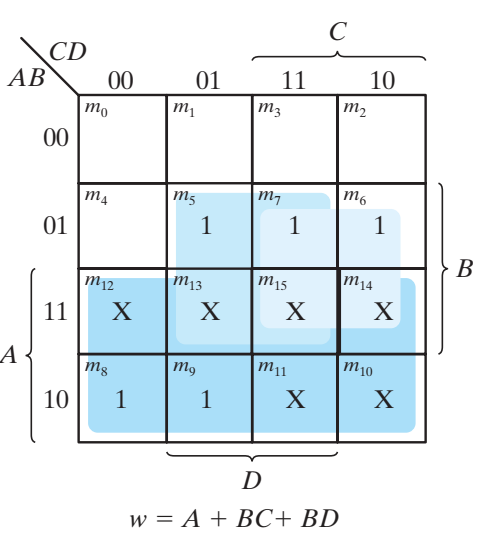 C
CD
AB 00 01 11 10
m0 m1 m3 m2
00
m4 m5 m7 m6
01 1 1 1
B
m12 m13 m15 m14
11 X X X X
A
m8 m9 m11 m10
10 1 1 X X
D
w = A + BC + BD